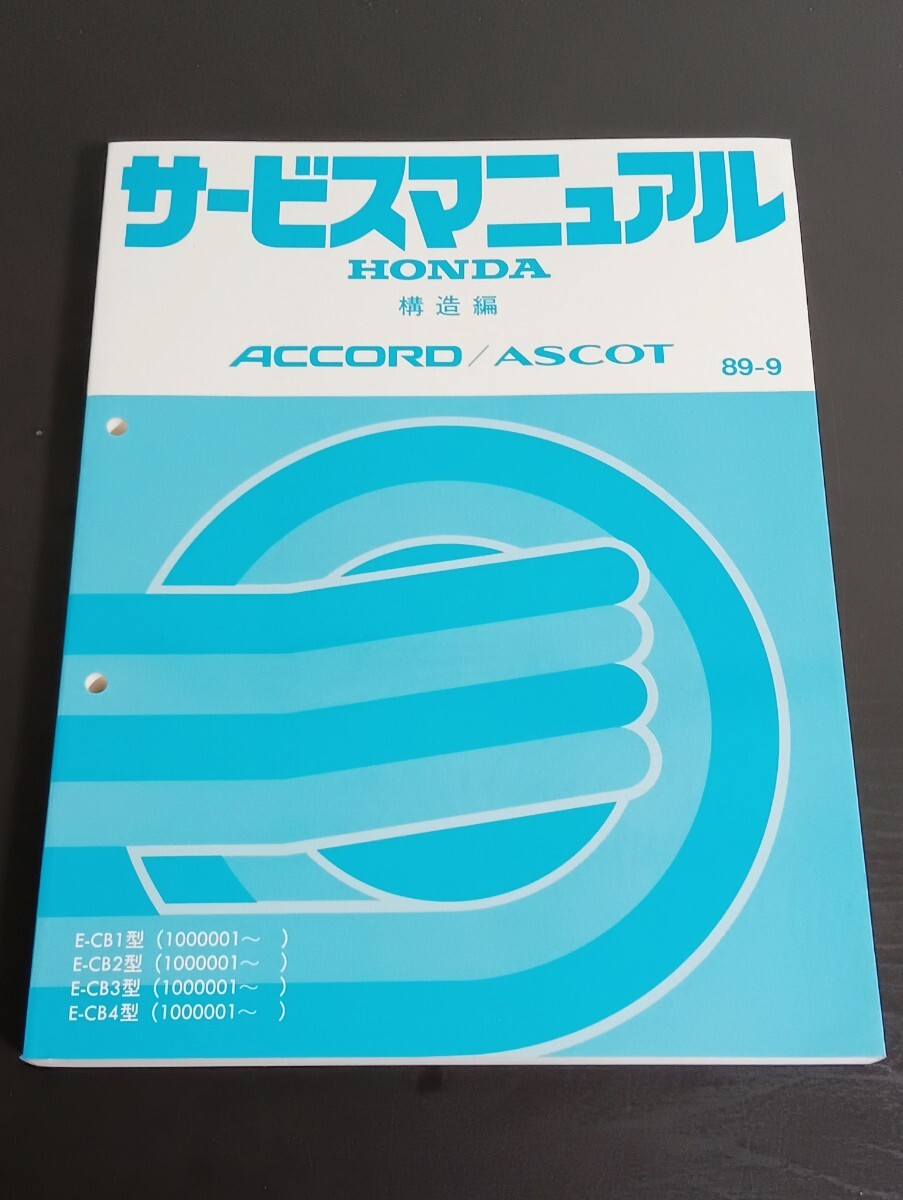 サービスマニュアル
HONDA
構造編
ACCORD/ASCOT 89-9
E-CB1型 (1000001～ )
E-CB2型 (1000001～ )
E-CB3型 (1000001～ )
E-CB4型 (1000001～ )